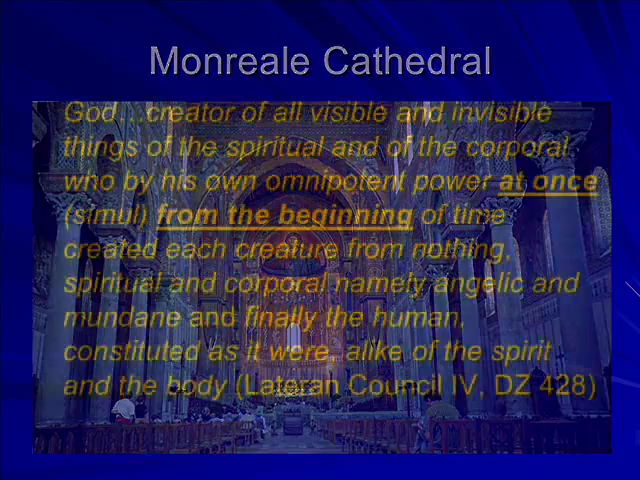 Monreale Cathedral
God…creator of all visible and invisible
things of the spiritual and of the corporal
who by his own omnipotent power at once
(simul) from the beginning of time
created each creature from nothing,
spiritual and corporal namely angelic and
mundane and finally the human,
constituted as it were, alike of the spirit
and the body (Lateran Council IV, DZ 428)